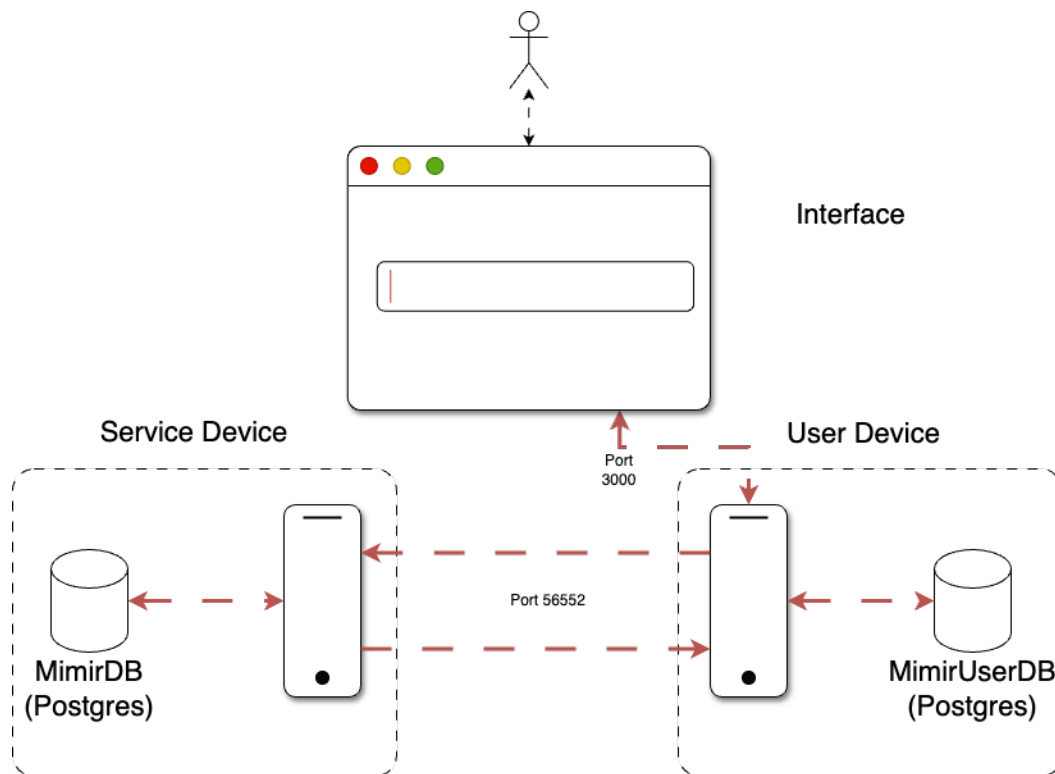 Interface
Service Device
User Device
Port
3000
Port 56552
MimirDB
(Postgres)
MimirUserDB
(Postgres)